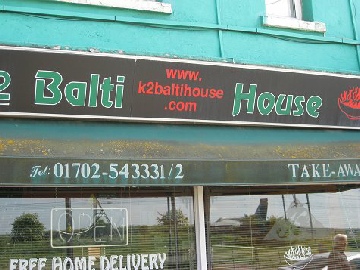 2 Balti www. House
k2baltihouse
.com
Tel: 01702-543331/2 TAKE-AWA
OPEN
FREE HOME DELIVERY